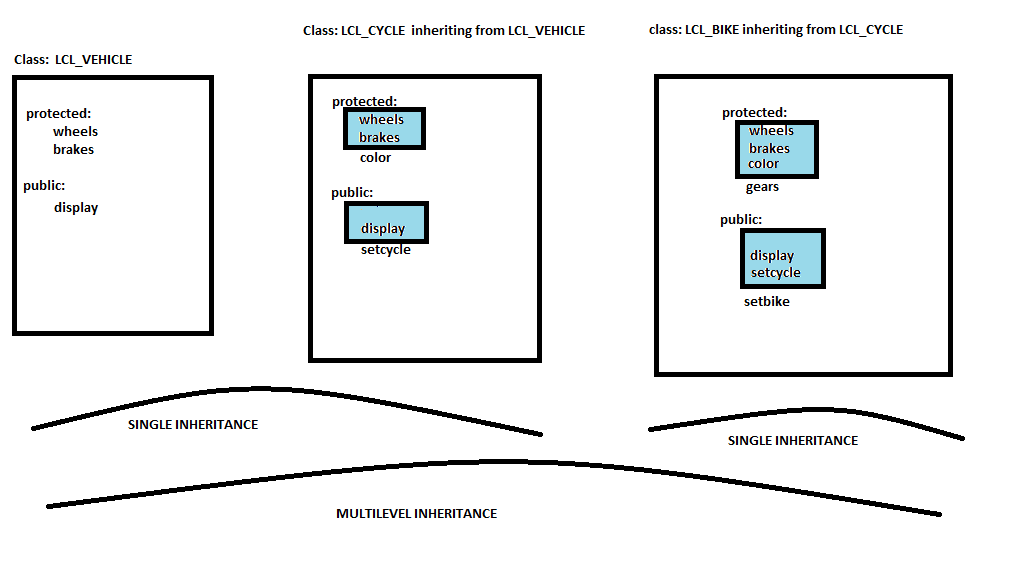 Class: LCL_VEHICLE
protected:
wheels
brakes
public:
display
Class: LCL_CYCLE inheriting from LCL_VEHICLE
protected:
wheels
brakes
color
public:
display
setcycle
class: LCL_BIKE inheriting from LCL_CYCLE
protected:
wheels
brakes
color
gears
public:
display
setcycle
setbike
SINGLE INHERITANCE
SINGLE INHERITANCE
MULTILEVEL INHERITANCE